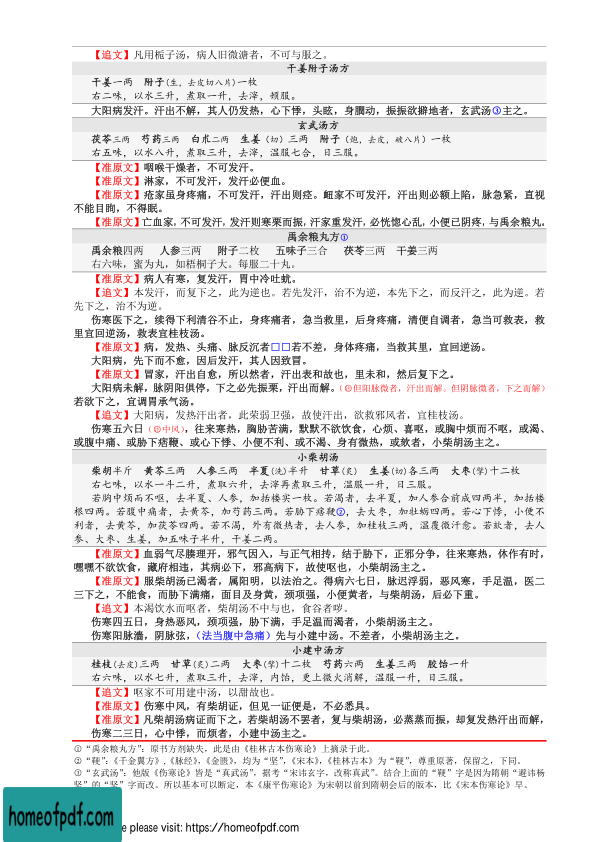 【追文】凡用栀子汤，病人旧微溏者，不可与服之。
干姜附子汤方
干姜一两　附子(生，去皮切八片)一枚
右二味，以水三升，煮取一升，去滓，顿服。
大阳病发汗。汗出不解，其人仍发热，心下悸，头眩，身瞤动，振振欲擗地者，玄武汤③主之。
玄武汤方
茯苓三两　芍药三两　白朮二两　生姜（切）三两　附子（炮，去皮，破八片）一枚
右五味，以水八升，煮取三升，去滓，温服七合，日三服。
【准原文】咽喉干燥者，不可发汗。
【准原文】淋家，不可发汗，发汗必便血。
【准原文】疮家虽身疼痛，不可发汗，汗出则痉。衄家不可发汗，汗出则必额上陷，脉急紧，直视
不能目眴，不得眠。
【准原文】亡血家，不可发汗，发汗则寒栗而振，汗家重发汗，必恍惚心乱，小便已阴疼，与禹余粮丸。
禹余粮丸方①
禹余粮四两　人参三两　附子二枚　五味子三合　茯苓三两　干姜三两
右六味，蜜为丸，如梧桐子大。每服二十丸。
【准原文】病人有寒，复发汗，胃中冷吐蚘。
【追文】本发汗，而复下之，此为逆也。若先发汗，治不为逆，本先下之，而反汗之，此为逆。若
先下之，治不为逆。
伤寒医下之，续得下利清谷不止，身疼痛者，急当救里，后身疼痛，清便自调者，急当可救表，救
里宜回逆汤，救表宜桂枝汤。
【准原文】病，发热、头痛、脉反沉者□□若不差，身体疼痛，当救其里，宜回逆汤。
大阳病，先下而不愈，因后发汗，其人因致冒。
【准原文】冒家，汗出自愈，所以然者，汗出表和故也，里未和，然后复下之。
大阳病未解，脉阴阳俱停，下之必先振栗，汗出而解。(㊟但阳脉微者，汗出而解。但阴脉微者，下之而解)
若欲下之，宜调胃承气汤。
【追文】大阳病，发热汗出者，此荣弱卫强，故使汗出，欲救邪风者，宜桂枝汤。
伤寒五六日(㊟中风)，往来寒热，胸胁苦满，默默不欲饮食，心烦、喜呕，或胸中烦而不呕，或渴、
或腹中痛、或胁下痞鞭、或心下悸、小便不利、或不渴、身有微热，或欬者，小柴胡汤主之。
小柴胡汤
柴胡半斤　黄芩三两　人参三两　半夏(洗)半升　甘草(炙)　生姜(切)各三两　大枣(擘)十二枚
右七味，以水一斗二升，煮取六升，去滓再煮取三升，温服一升，日三服。
若胸中烦而不呕，去半夏、人参，加括楼实一枚。若渴者，去半夏，加人参合前成四两半，加括楼
根四两。若腹中痛者，去黄芩，加芍药三两。若胁下痞鞕②，去大枣，加牡蛎四两。若心下悸，小便不
利者，去黄芩，加茯苓四两。若不渴，外有微热者，去人参，加桂枝三两，温覆微汗愈。若欬者，去人
参、大枣、生姜，加五味子半升，干姜二两。
【准原文】血弱气尽腠理开，邪气因入，与正气相抟，结于胁下，正邪分争，往来寒热，休作有时，
嘿嘿不欲饮食，藏府相连，其病必下，邪高病下，故使呕也，小柴胡汤主之。
【准原文】服柴胡汤已渴者，属阳明，以法治之。得病六七日，脉迟浮弱，恶风寒，手足温，医二
三下之，不能食，而胁下满痛，面目及身黄，颈项强，小便黄者，与柴胡汤，后必下重。
【追文】本渴饮水而呕者，柴胡汤不中与也，食谷者哕。
伤寒四五日，身热恶风，颈项强，胁下满，手足温而渴者，小柴胡汤主之。
伤寒阳脉濇，阴脉弦，(法当腹中急痛)先与小建中汤。不差者，小柴胡汤主之。
小建中汤方
桂枝(去皮)三两　甘草(炙)二两　大枣(擘)十二枚　芍药六两　生姜三两　胶饴一升
右六味，以水七升，煮取三升，去滓，内饴，更上微火消解，温服一升，日三服。
【追文】呕家不可用建中汤，以甜故也。
【准原文】伤寒中风，有柴胡证，但见一证便是，不必悉具。
【准原文】凡柴胡汤病证而下之，若柴胡汤不罢者，复与柴胡汤，必蒸蒸而振，却复发热汗出而解，
伤寒二三日，心中悸，而烦者，小建中汤主之。
①“禹余粮丸方”：原书方剂缺失，此是由《桂林古本伤寒论》上摘录于此。
②“鞕”：《千金翼方》,《脉经》,《金匮》，均为“坚”，《宋本》,《桂林古本》为“鞕”，尊重原著，保留之，下同。
③“玄武汤”：他版《伤寒论》皆是“真武汤”，据考“宋讳玄字，改称真武”。结合上面的“鞕”字是因为隋朝“避讳杨
坚”的“坚”字而改。所以基本可以断定，本《康平伤寒论》为宋朝以前到隋朝会后的版本，比《宋本伤寒论》早。
homeofpdf.com
e please visit: https://homeofpdf.com